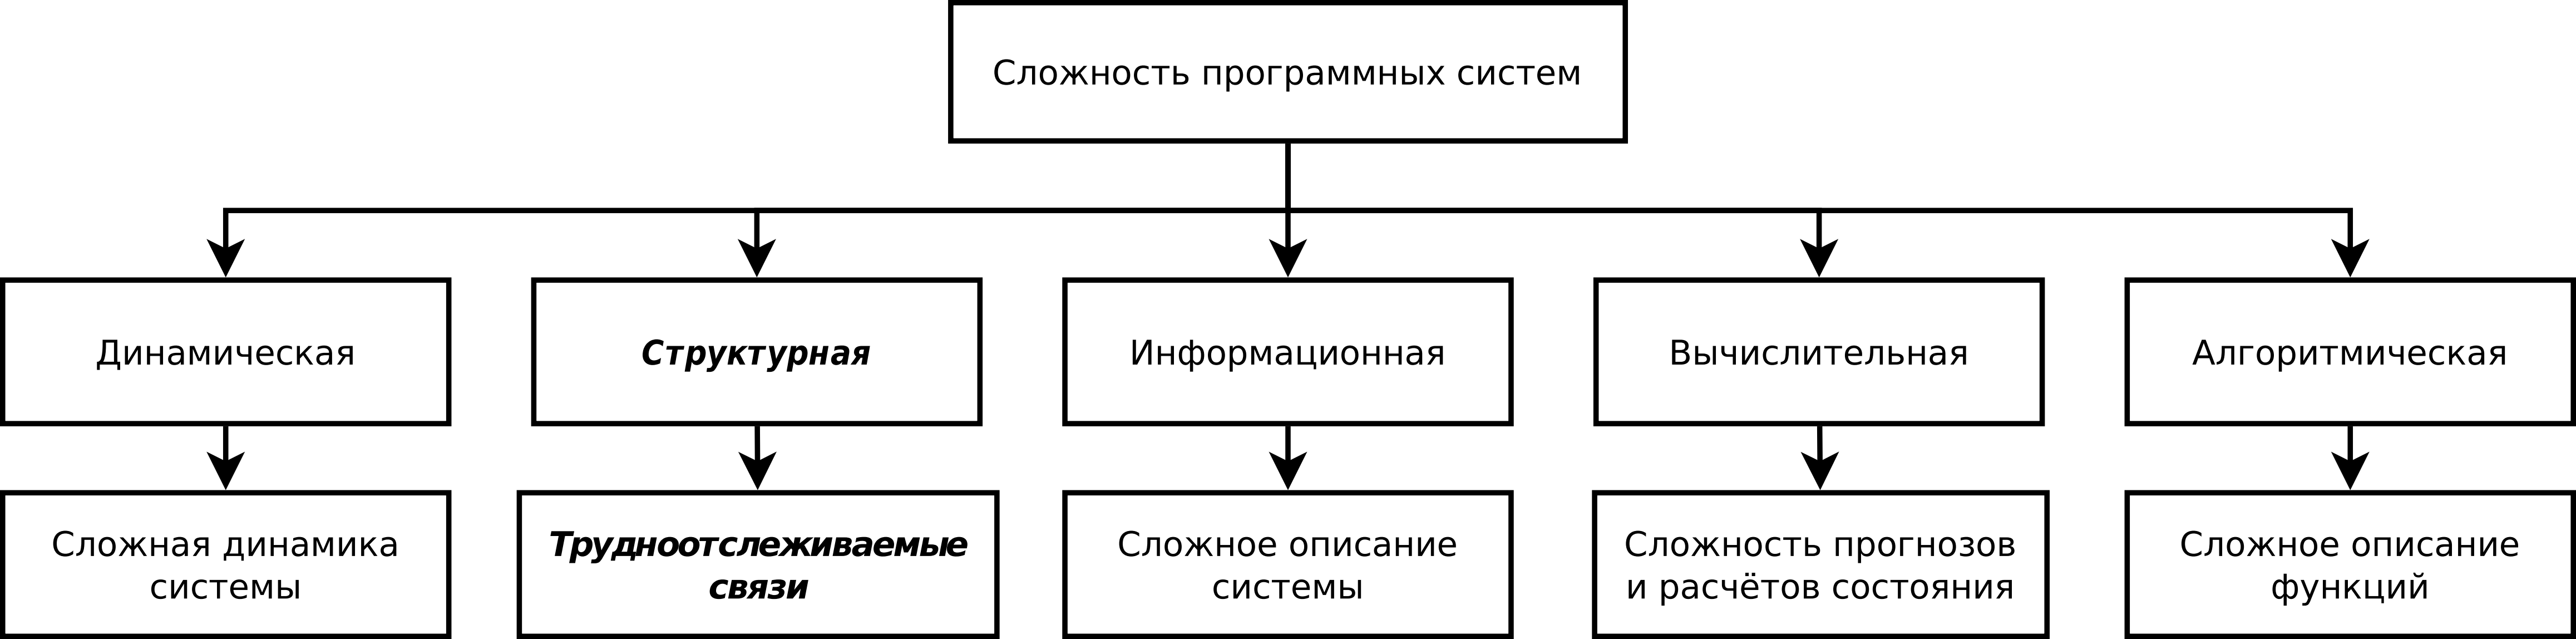 Сложность программных систем
Динамическая
Структурная
Информационная
Вычислительная
Алгоритмическая
Сложная динамика
системы
Трудноотслеживаемые
связи
Сложное описание
системы
Сложность прогнозов
и расчётов состояния
Сложное описание
функций